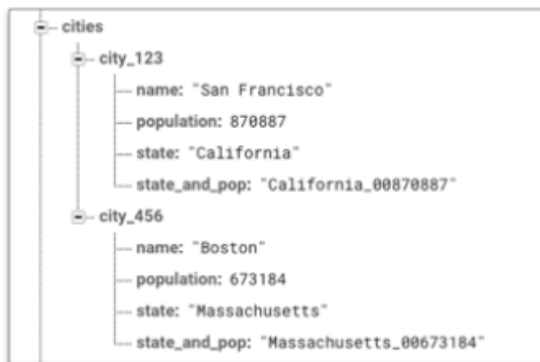 cities
city_123
name: "San Francisco"
population: 870887
state: "California"
state_and_pop: "California_00870887"
city_456
name: "Boston"
population: 673184
state: "Massachusetts"
state_and_pop: "Massachusetts_00673184"